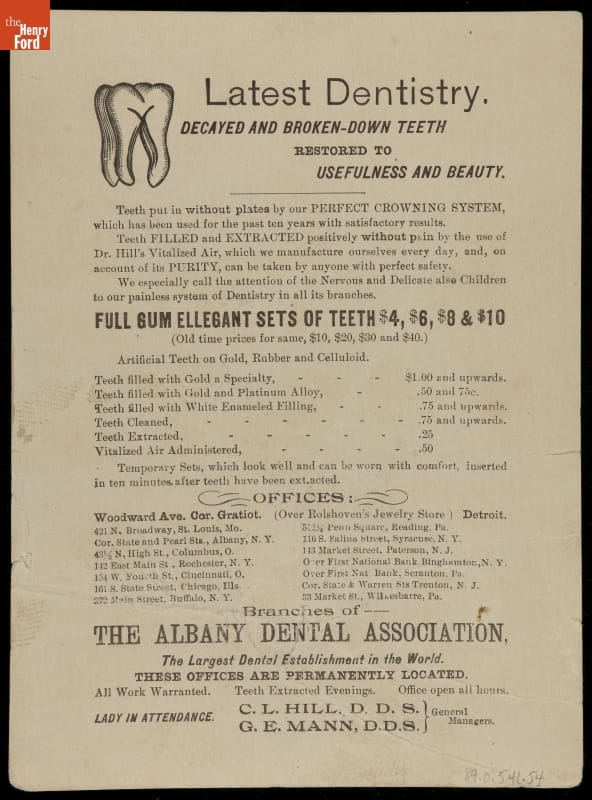 the
Henry
Ford
Latest Dentistry.
DECAYED AND BROKEN-DOWN TEETH
RESTORED TO
USEFULNESS AND BEAUTY.
Teeth put in without plates by our PERFECT CROWNING SYSTEM,
which has been used for the past ten years with satisfactory results.
Teeth FILLED and EXTRACTED positively without pain by the use of
Dr. Hill's Vitalized Air, which we manufacture ourselves every day, and, on
account of its PURITY, can be taken by anyone with perfect safety.
We especially call the attention of the Nervous and Delicate also Children
to our painless system of Dentistry in all its branches.
FULL GUM ELLEGANT SETS OF TEETH $4, $6, $8 & $10
(Old time prices for same, $10, $20, $30 and $40.)
Artificial Teeth on Gold, Rubber and Celluloid.
Teeth filled with Gold a Specialty, - - - $1.00 and upwards.
Teeth filled with Gold and Platinum Alloy, - .50 and 75c.
Teeth filled with White Enameled Filling, - - .75 and upwards.
Teeth Cleaned, - - - - - - - .75 and upwards.
Teeth Extracted, - - - - - - .25
Vitalized Air Administered, - - - - .50
Temporary Sets, which look well and can be worn with comfort, inserted
in ten minutes after teeth have been ext.acted.
OFFICES:
Woodward Ave. Cor. Gratiot. (Over Rolshoven's Jewelry Store) Detroit.
421 N. Broadway, St. Louis, Mo.
Cor. State and Pearl Sts., Albany, N. Y.
43½ N, High St., Columbus, O.
142 East Main St, Rochester, N. Y.
154 W. Fourth St., Cincinati, O.
161 S. State Street, Chicago, Ills.
272 Main Street, Buffalo, N. Y.
512½ Penn Square, Reading, Pa.
116 S. Salina Street, Syracuse, N. Y.
143 Market Street, Paterson, N. J.
Over First National Bank, Binghamton, N. Y.
Over First Nat. Bank, Scranton, Pa.
Cor. State & Warren Sts Trenton, N. J.
33 Market St., Wilkesbarre, Pa.
Branches of
THE ALBANY DENTAL ASSOCIATION,
The Largest Dental Establishment in the World.
THESE OFFICES ARE PERMANENTLY LOCATED.
All Work Warranted. Teeth Extracted Evenings. Office open all hours.
LADY IN ATTENDANCE. C. L. HILL, D. D. S.
G. E. MANN, D.D.S. } General Managers.
89.0.541.54